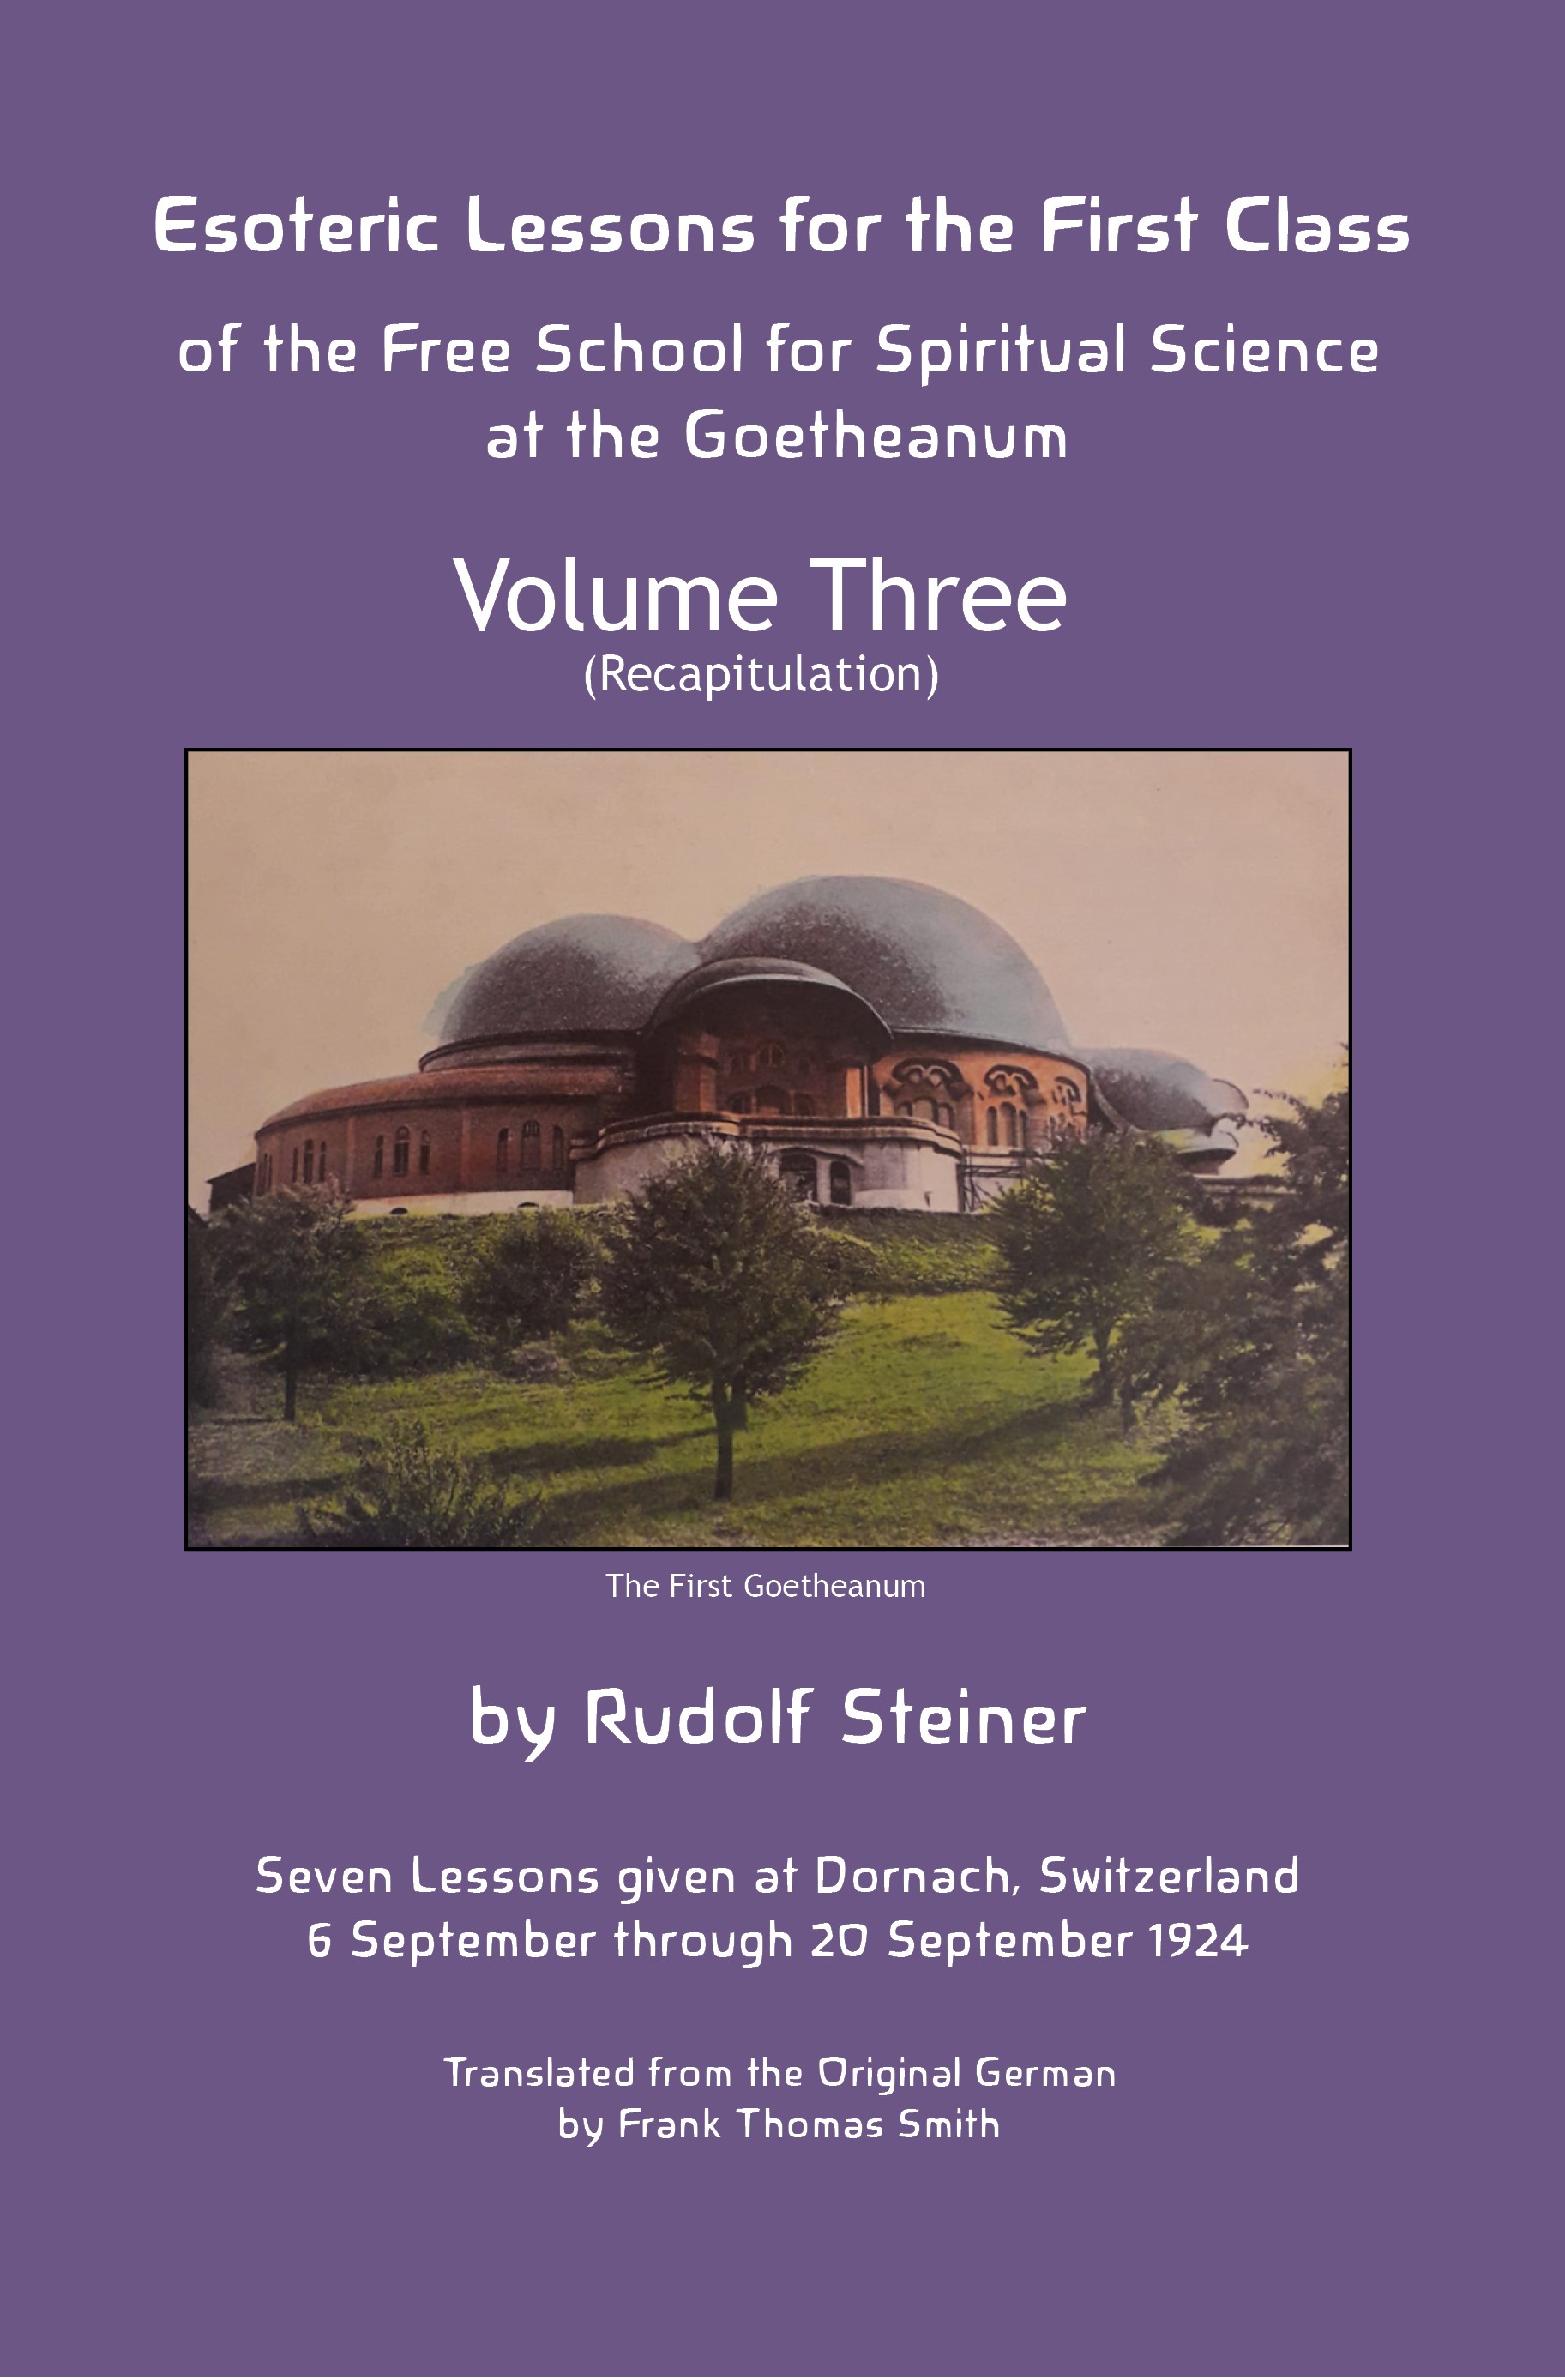 Esoteric Lessons for the First Class
of the Free School for Spiritual Science
at the Goetheanum
Volume Three
(Recapitulation)
The First Goetheanum
by Rudolf Steiner
Seven Lessons given at Dornach, Switzerland
6 September through 20 September 1924
Translated from the Original German
by Frank Thomas Smith